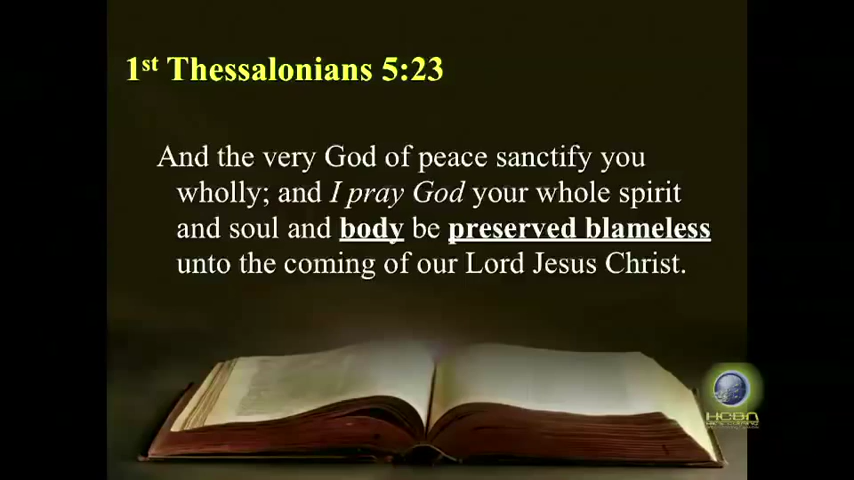 1st Thessalonians 5:23
And the very God of peace sanctify you
wholly; and I pray God your whole spirit
and soul and body be preserved blameless
unto the coming of our Lord Jesus Christ.
HCBN